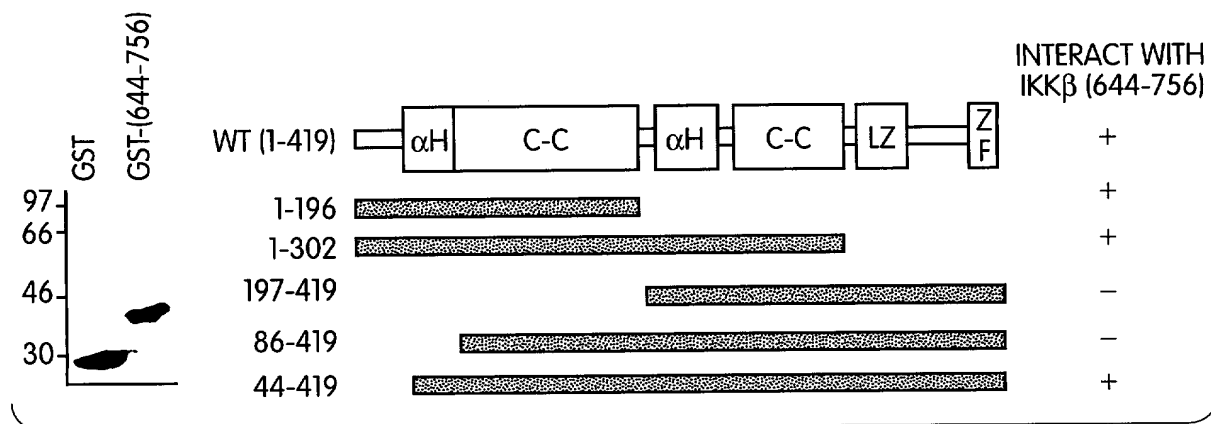 GST
GST-(644-756)
97
66
46
30
INTERACT WITH
IKKβ (644-756)
WT (1-419) αH C-C αH C-C LZ Z F +
1-196 +
1-302 +
197-419 –
86-419 –
44-419 +